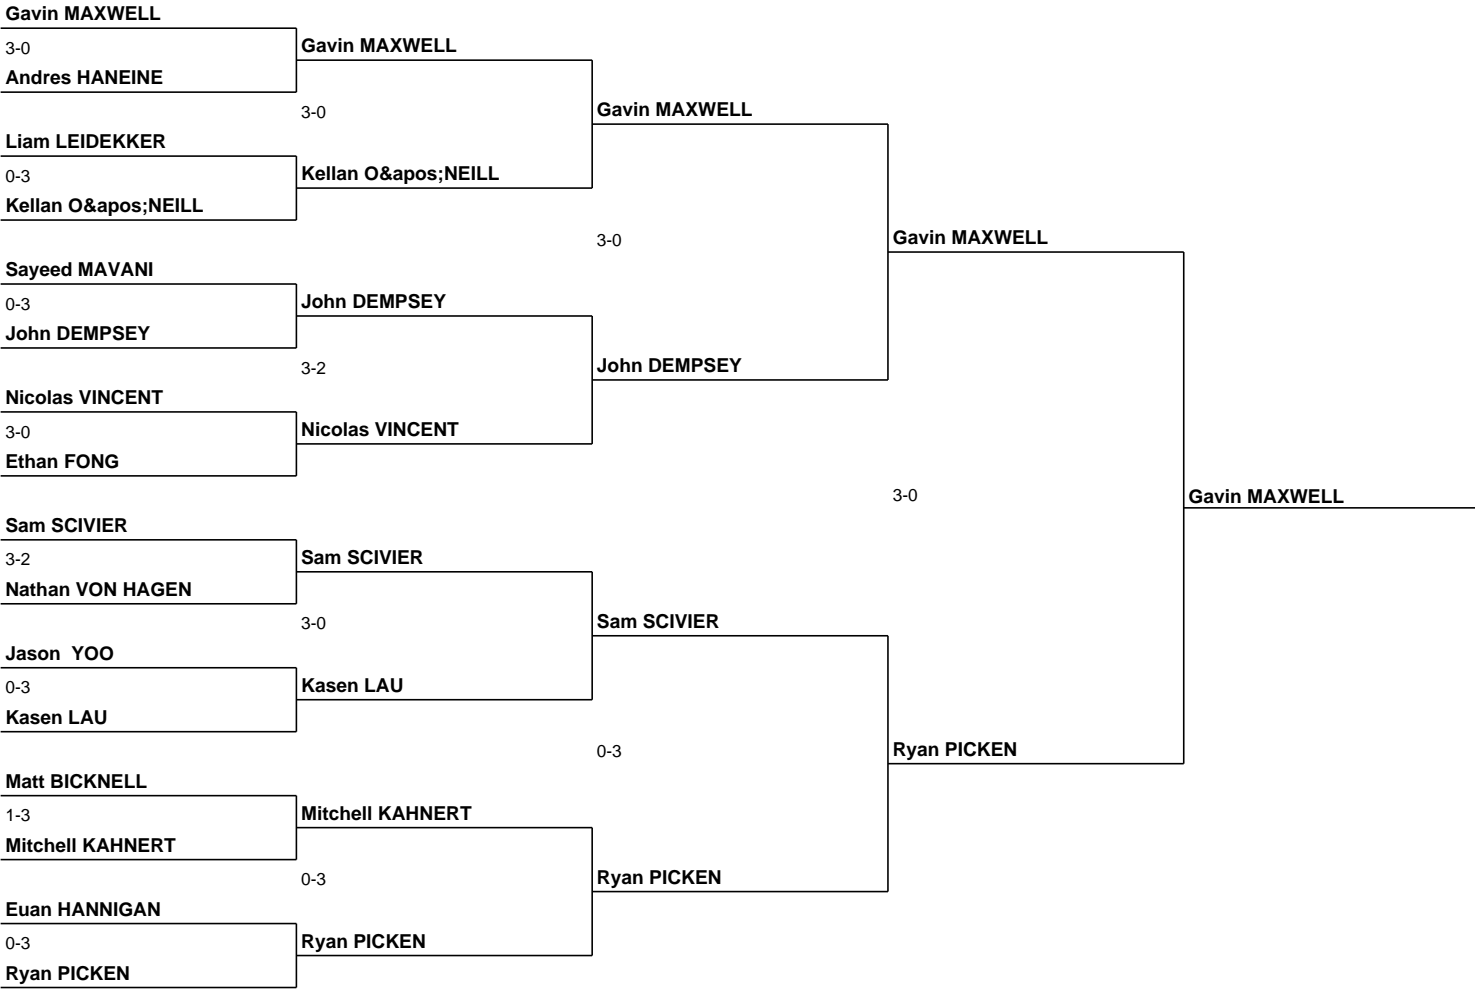 Gavin MAXWELL
3-0
Andres HANEINE
Liam LEIDEKKER
0-3
Kellan O&apos;NEILL
Sayeed MAVANI
0-3
John DEMPSEY
Nicolas VINCENT
3-0
Ethan FONG
Sam SCIVIER
3-2
Nathan VON HAGEN
Jason  YOO
0-3
Kasen LAU
Matt BICKNELL
1-3
Mitchell KAHNERT
Euan HANNIGAN
0-3
Ryan PICKEN
Gavin MAXWELL
3-0
Kellan O&apos;NEILL
John DEMPSEY
3-2
Nicolas VINCENT
Sam SCIVIER
3-0
Kasen LAU
Mitchell KAHNERT
0-3
Ryan PICKEN
Gavin MAXWELL
3-0
John DEMPSEY
Sam SCIVIER
0-3
Ryan PICKEN
Gavin MAXWELL
3-0
Ryan PICKEN
Gavin MAXWELL